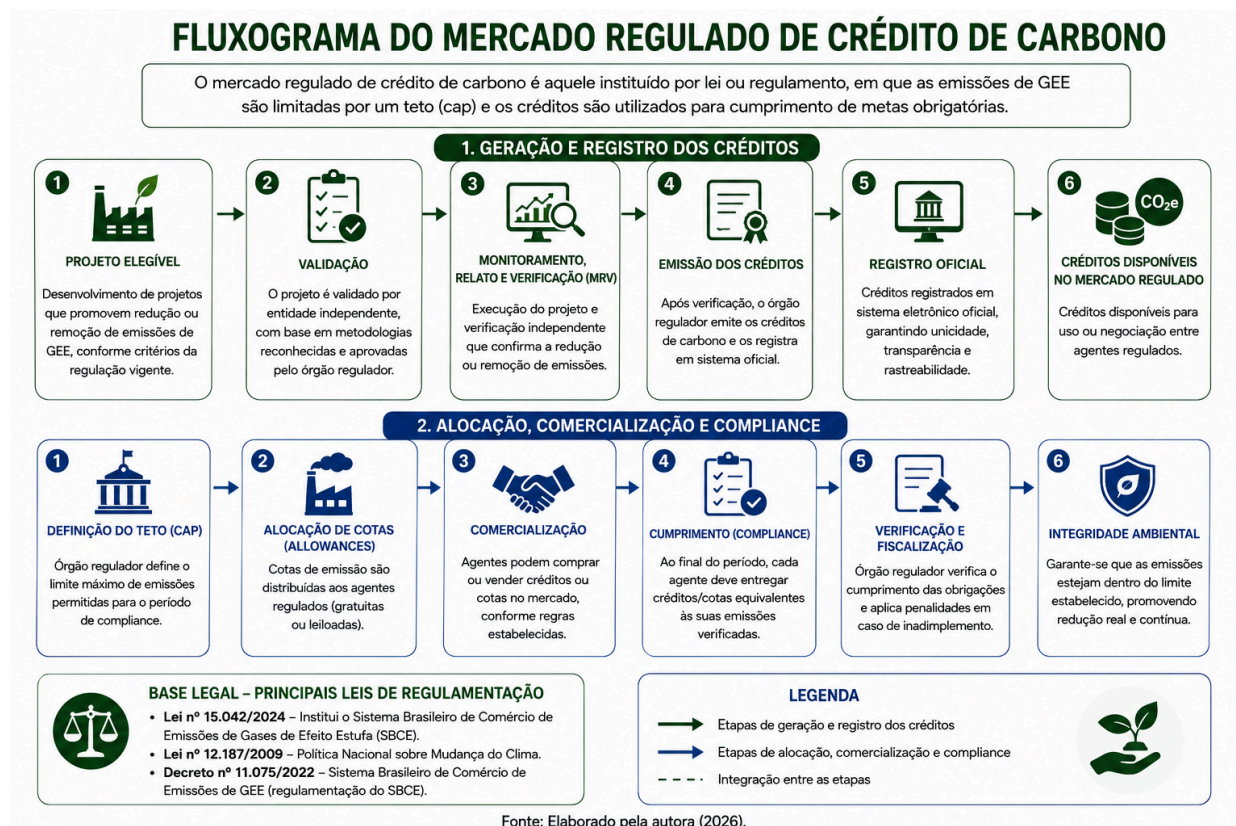 FLUXOGRAMA DO MERCADO REGULADO DE CRÉDITO DE CARBONO
O mercado regulado de crédito de carbono é aquele instituído por lei ou regulamento, em que as emissões de GEE
são limitadas por um teto (cap) e os créditos são utilizados para cumprimento de metas obrigatórias.
1. GERAÇÃO E REGISTRO DOS CRÉDITOS
1
PROJETO ELEGÍVEL
Desenvolvimento de projetos
que promovem redução ou
remoção de emissões de
GEE, conforme critérios da
regulação vigente.
2
VALIDAÇÃO
O projeto é validado por
entidade independente,
com base em metodologias
reconhecidas e aprovadas
pelo órgão regulador.
3
MONITORAMENTO,
RELATO E VERIFICAÇÃO (MRV)
Execução do projeto e
verificação independente
que confirma a redução
ou remoção de emissões.
4
EMISSÃO DOS CRÉDITOS
Após verificação, o órgão
regulador emite os créditos
de carbono e os registra
em sistema oficial.
5
REGISTRO OFICIAL
Créditos registrados em
sistema eletrônico oficial,
garantindo unicidade,
transparência e
rastreabilidade.
6
CO₂e
CRÉDITOS DISPONÍVEIS
NO MERCADO REGULADO
Créditos disponíveis para
uso ou negociação entre
agentes regulados.
2. ALOCAÇÃO, COMERCIALIZAÇÃO E COMPLIANCE
1
DEFINIÇÃO DO TETO (CAP)
Órgão regulador define o
limite máximo de emissões
permitidas para o período
de compliance.
2
ALOCAÇÃO DE COTAS
(ALLOWANCES)
Cotas de emissão são
distribuídas aos agentes
regulados (gratuitas
ou leiloadas).
3
COMERCIALIZAÇÃO
Agentes podem comprar
ou vender créditos ou
cotas no mercado,
conforme regras
estabelecidas.
4
CUMPRIMENTO (COMPLIANCE)
Ao final do período, cada
agente deve entregar
créditos/cotas equivalentes
às suas emissões
verificadas.
5
VERIFICAÇÃO E
FISCALIZAÇÃO
Órgão regulador verifica o
cumprimento das obrigações
e aplica penalidades em
caso de inadimplemento.
6
INTEGRIDADE AMBIENTAL
Garante-se que as emissões
estejam dentro do limite
estabelecido, promovendo
redução real e contínua.
BASE LEGAL – PRINCIPAIS LEIS DE REGULAMENTAÇÃO
• Lei nº 15.042/2024 – Institui o Sistema Brasileiro de Comércio de
Emissões de Gases de Efeito Estufa (SBCE).
• Lei nº 12.187/2009 – Política Nacional sobre Mudança do Clima.
• Decreto nº 11.075/2022 – Sistema Brasileiro de Comércio de
Emissões de GEE (regulamentação do SBCE).
LEGENDA
Etapas de geração e registro dos créditos
Etapas de alocação, comercialização e compliance
Integração entre as etapas
Fonte: Elaborado pela autora (2026).